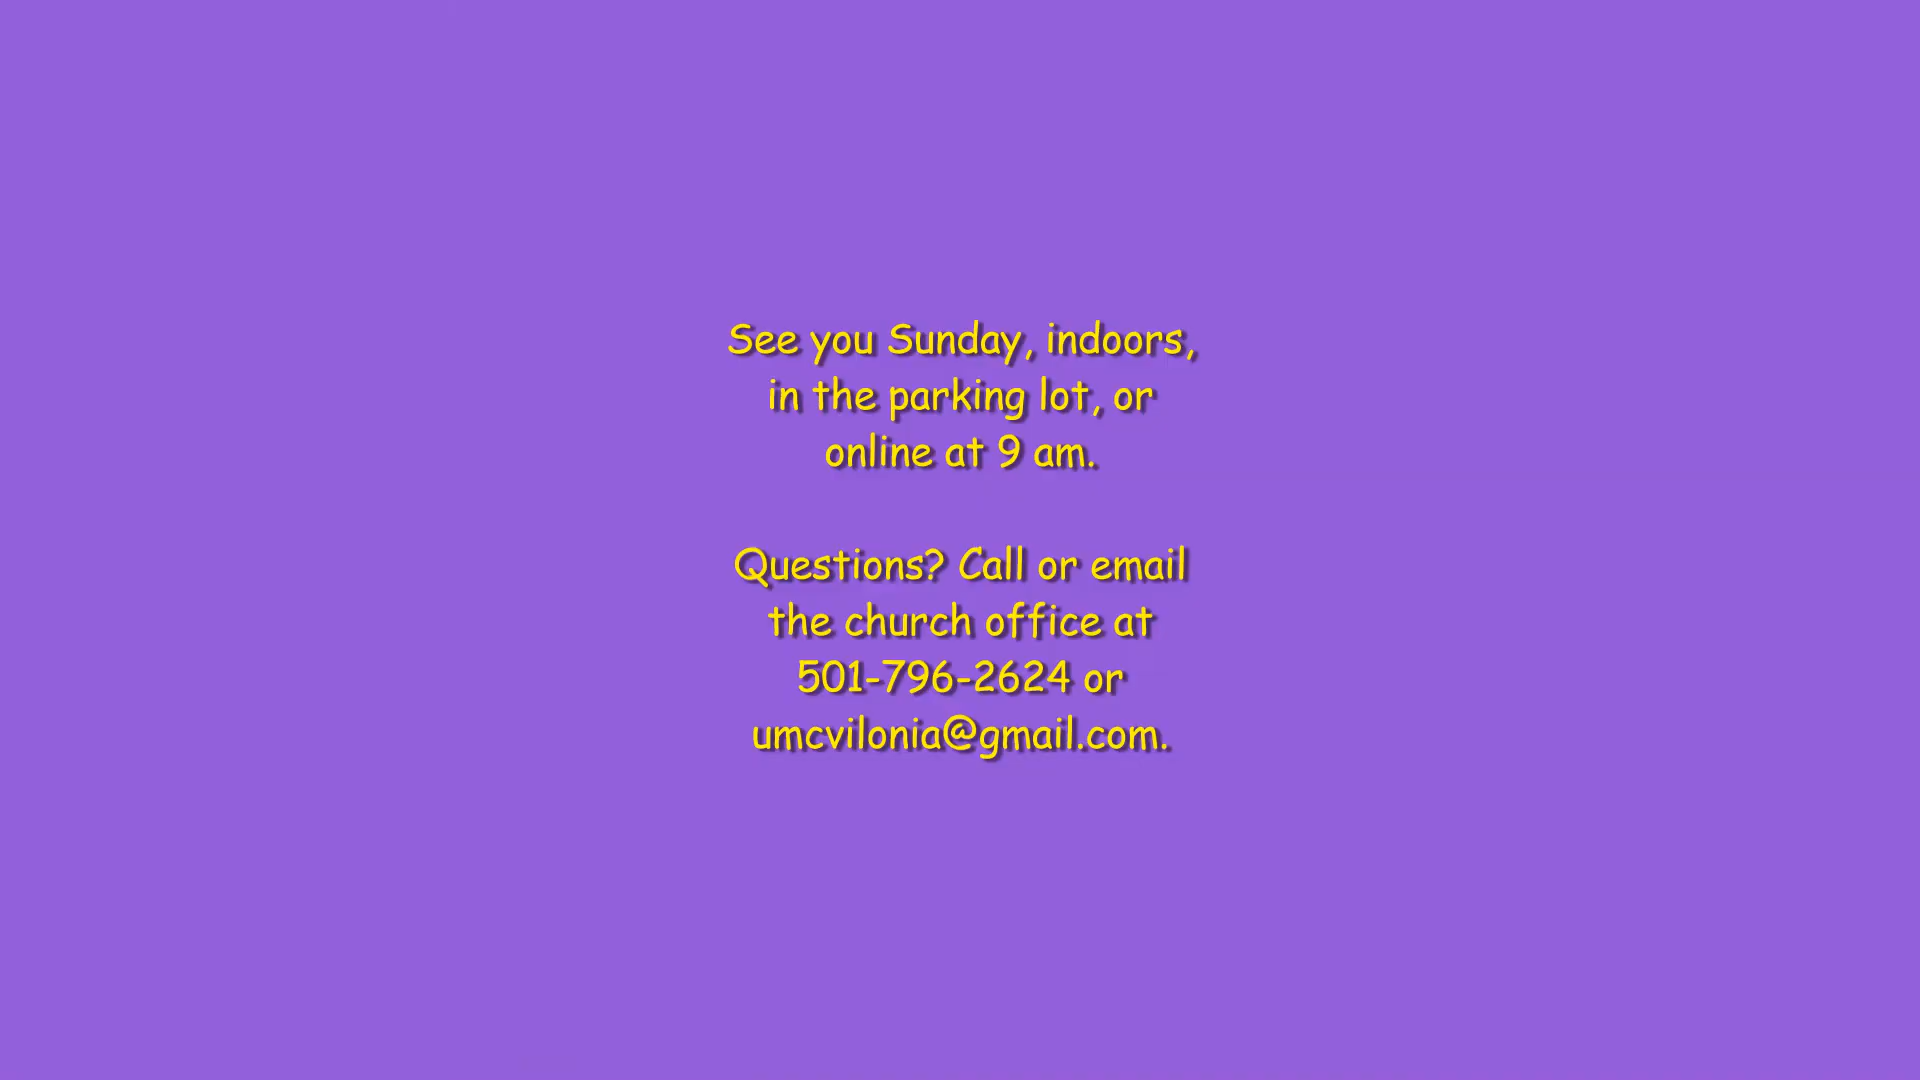 See you Sunday, indoors,
in the parking lot, or
online at 9 am.
Questions? Call or email
the church office at
501-796-2624 or
umcvilonia@gmail.com.